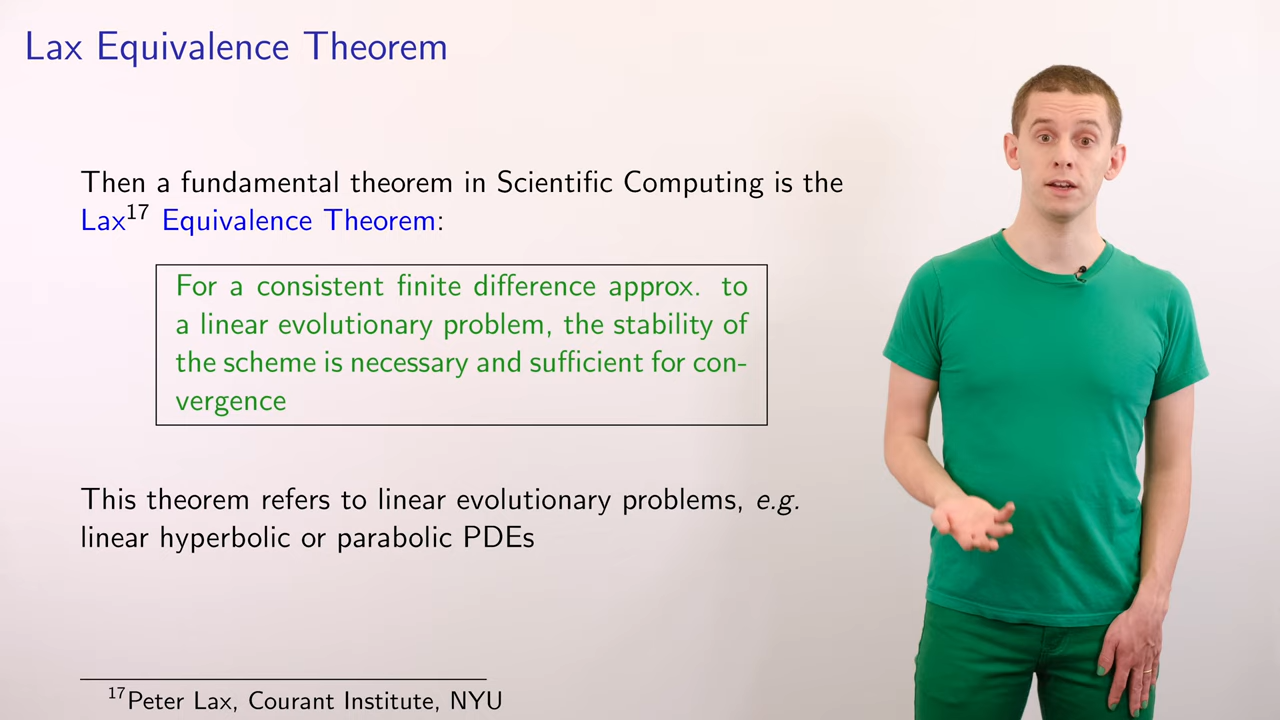 Lax Equivalence Theorem
Then a fundamental theorem in Scientific Computing is the
Lax17 Equivalence Theorem:
For a consistent finite difference approx. to
a linear evolutionary problem, the stability of
the scheme is necessary and sufficient for con-
vergence
This theorem refers to linear evolutionary problems, e.g.
linear hyperbolic or parabolic PDEs
17Peter Lax, Courant Institute, NYU